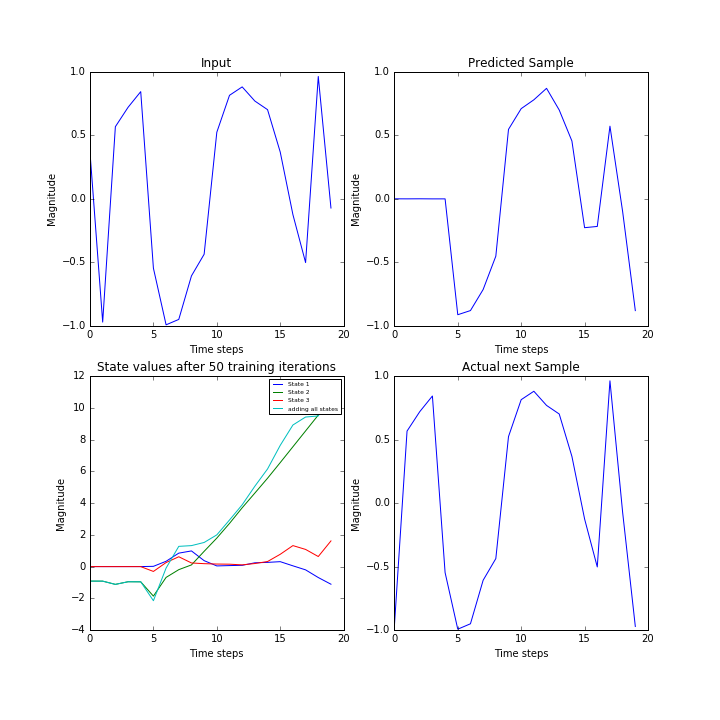 Input
Predicted Sample
1.0
0.5
0.0
−0.5
−1.0
Magnitude
0 5 10 15 20
Time steps
1.0
0.5
0.0
−0.5
−1.0
Magnitude
0 5 10 15 20
Time steps
State values after 50 training iterations
Actual next Sample
12
10
8
6
4
2
0
−2
−4
Magnitude
State 1
State 2
State 3
adding all states
0 5 10 15 20
Time steps
1.0
0.5
0.0
−0.5
−1.0
Magnitude
0 5 10 15 20
Time steps